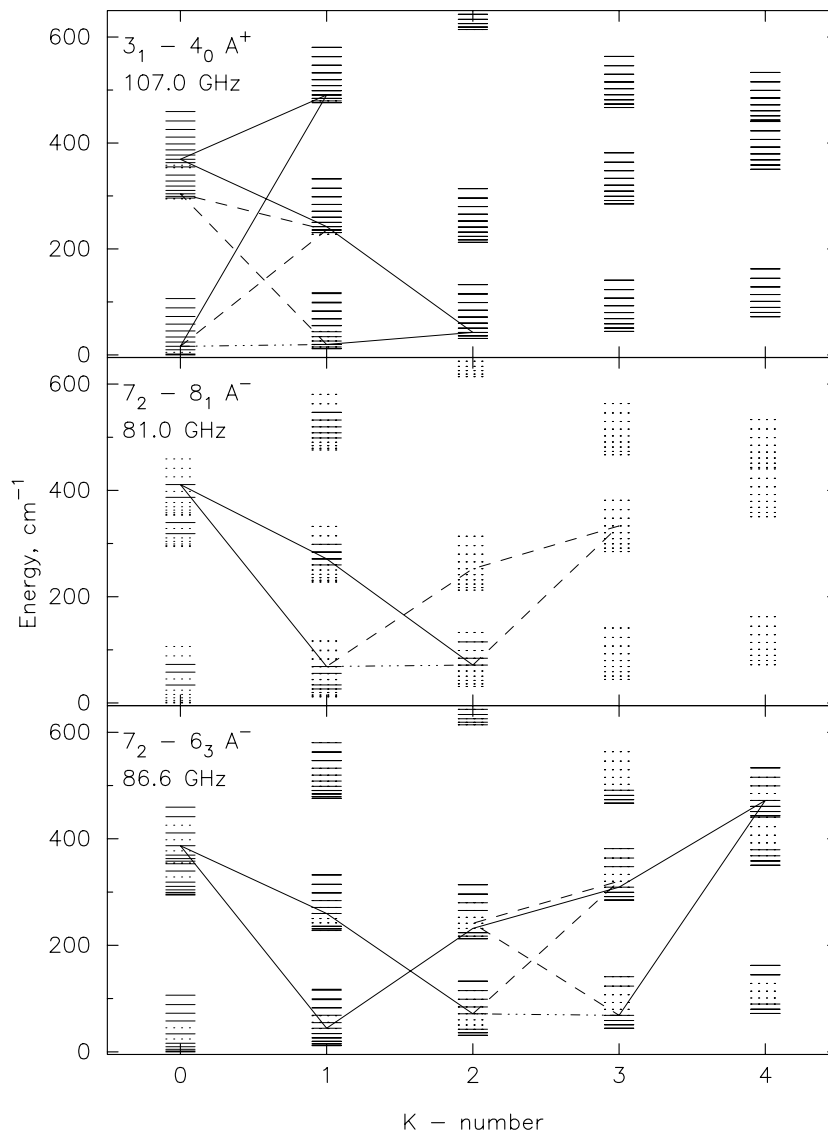 3₁ − 4₀ A⁺
107.0 GHz
600
400
200
0
7₂ − 8₁ A⁻
81.0 GHz
600
400
200
0
Energy, cm⁻¹
7₂ − 6₃ A⁻
86.6 GHz
600
400
200
0
0 1 2 3 4
K − number